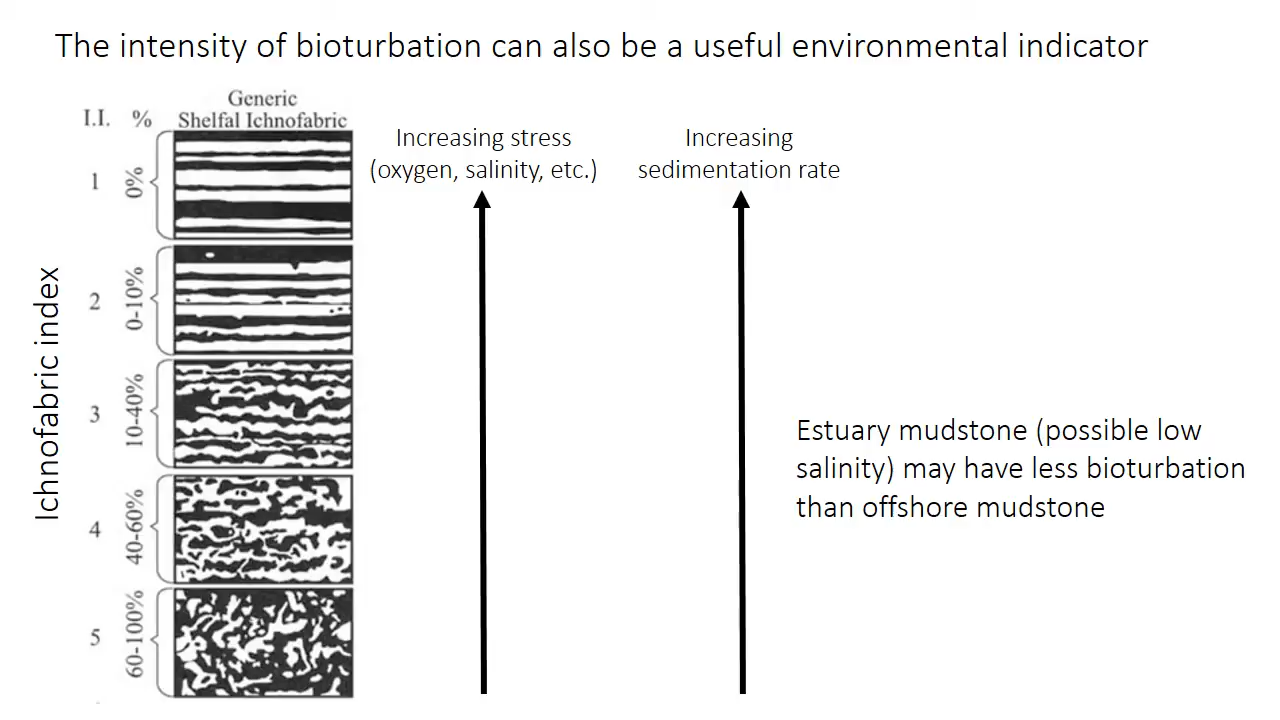 The intensity of bioturbation can also be a useful environmental indicator
Generic
I.I. % Shelfal Ichnofabric
Increasing stress
(oxygen, salinity, etc.)
Increasing
sedimentation rate
Ichnofabric index
1 0%
2 0-10%
3 10-40%
4 40-60%
5 60-100%
Estuary mudstone (possible low
salinity) may have less bioturbation
than offshore mudstone